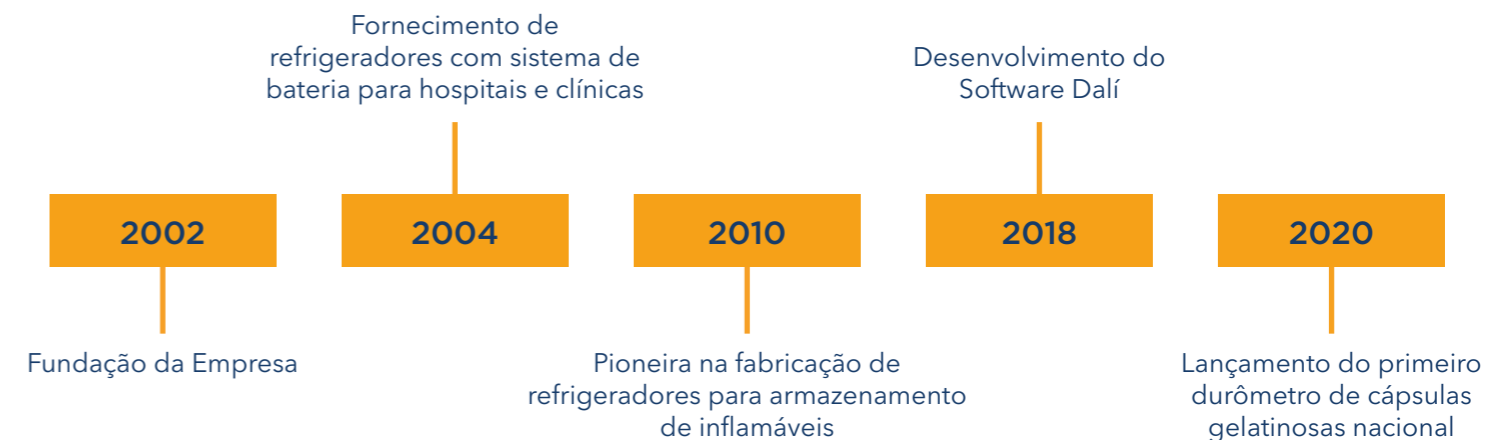 Fornecimento de
refrigeradores com sistema de
bateria para hospitais e clínicas
Desenvolvimento do
Software Dalí
2002
2004
2010
2018
2020
Fundação da Empresa
Pioneira na fabricação de
refrigeradores para armazenamento
de inflamáveis
Lançamento do primeiro
durômetro de cápsulas
gelatinosas nacional